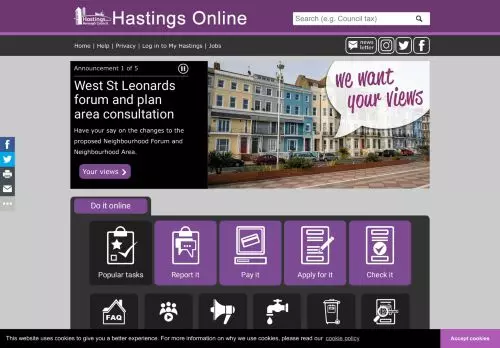 Hastings
Borough Council
Hastings Online
Search (e.g. Council tax)
Home | Help | Privacy | Log in to My Hastings | Jobs
news
letter
Announcement 1 of 5
West St Leonards
forum and plan
area consultation
Have your say on the changes to the
proposed Neighbourhood Forum and
Neighbourhood Area.
Your views
we want
your views
Do it online
Popular tasks
Report it
Pay it
Apply for it
Check it
FAQ
This website uses cookies to give you a better experience. For more information on why we use cookies, please read our cookie policy
Accept cookies